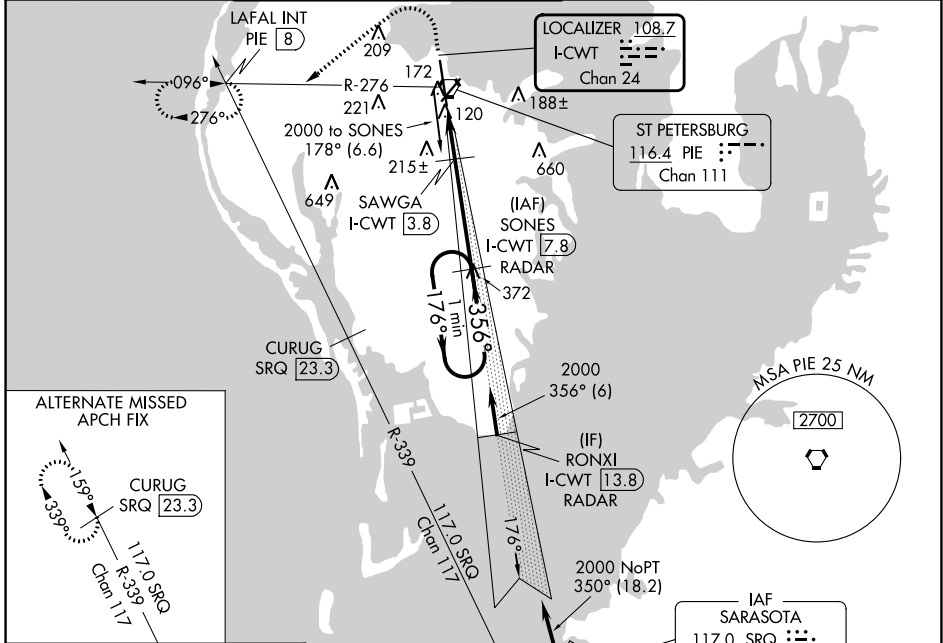 LAFAL INT
PIE 8
209
LOCALIZER 108.7
I-CWT
Chan 24
096°
276°
R-276
172
221
120
188±
2000 to SONES
178° (6.6)
ST PETERSBURG
116.4 PIE
Chan 111
215±
660
649
SAWGA
I-CWT 3.8
(IAF)
SONES
I-CWT 7.8
RADAR
372
176°
1 min
356°
CURUG
SRQ 23.3
2000
356° (6)
MSA PIE 25 NM
2700
ALTERNATE MISSED
APCH FIX
159°
339°
CURUG
SRQ 23.3
117.0 SRQ
R-339
Chan 117
R-339
117.0 SRQ
Chan 117
(IF)
RONXI
I-CWT 13.8
RADAR
176°
2000 NoPT
350° (18.2)
IAF
SARASOTA
117.0 SRQ